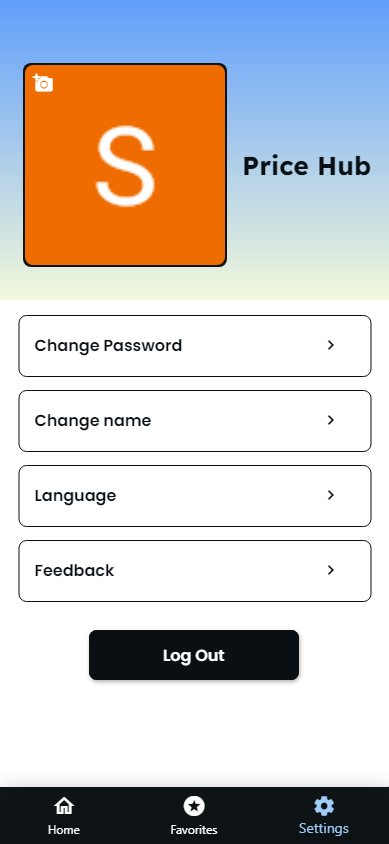 S
Price Hub
Change Password
Change name
Language
Feedback
Log Out
Home
Favorites
Settings